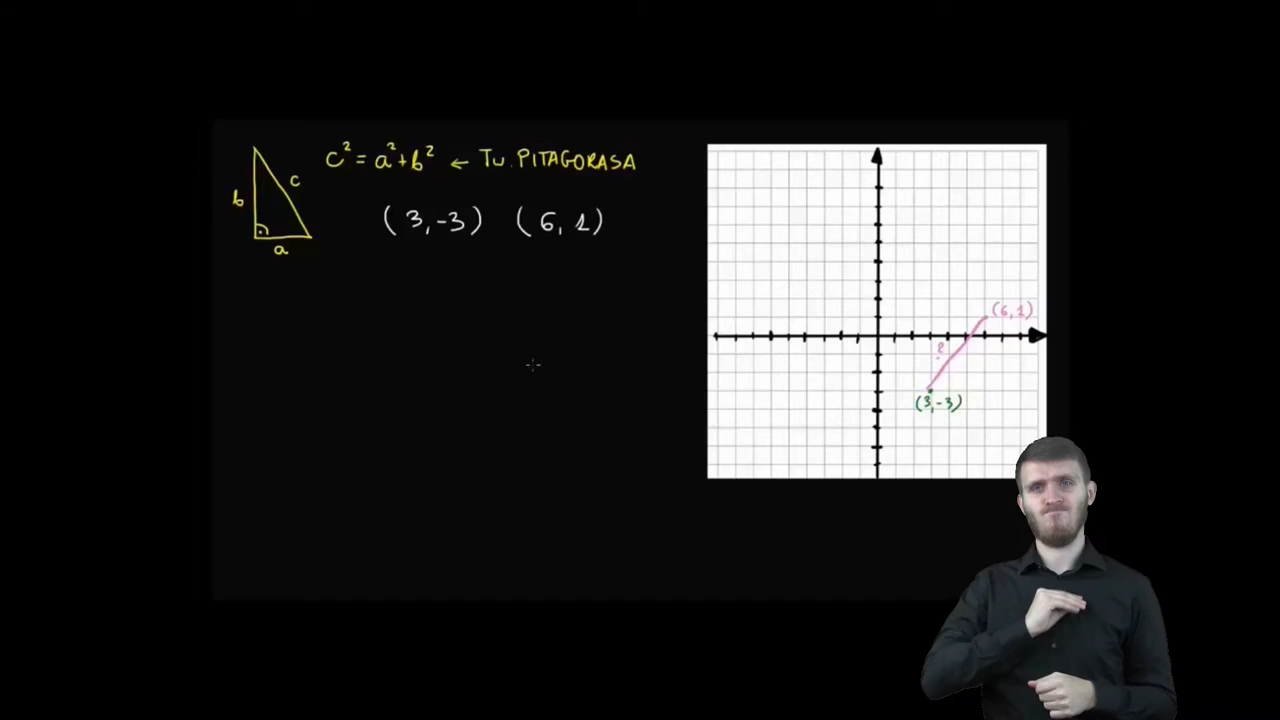 c² = a² + b² ← Tw. PITAGORASA
c
b
a
(3, -3) (6, 1)
(6, 1)
?
(3, -3)